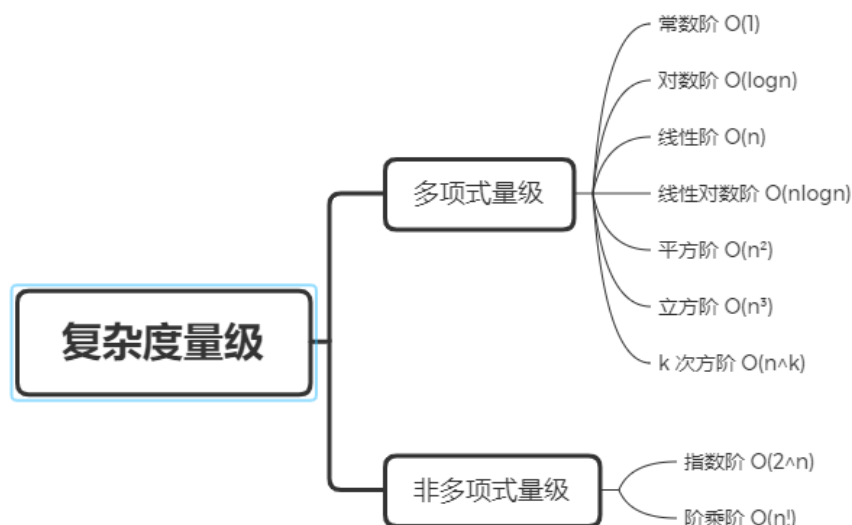 复杂度量级
多项式量级
常数阶 O(1)
对数阶 O(logn)
线性阶 O(n)
线性对数阶 O(nlogn)
平方阶 O(n²)
立方阶 O(n³)
k 次方阶 O(n^k)
非多项式量级
指数阶 O(2^n)
阶乘阶 O(n!)